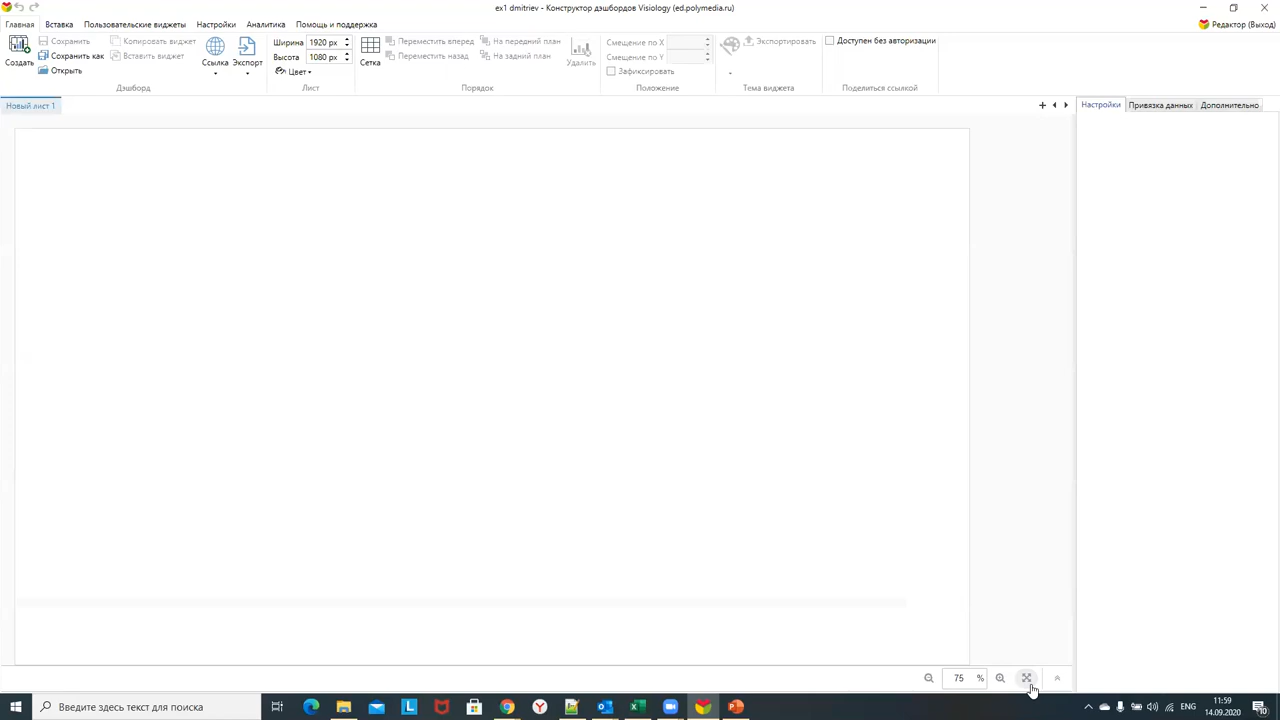 ex1 dmitriev - Конструктор дэшбордов Visiology (ed.polymedia.ru)
Главная Вставка Пользовательские виджеты Настройки Аналитика Помощь и поддержка Редактор (Выход)
Создать
Сохранить
Сохранить как
Открыть
Копировать виджет
Вставить виджет
Ссылка
Экспорт
Дэшборд
Ширина 1920 px
Высота 1080 px
Цвет
Лист
Сетка
Переместить вперед
Переместить назад
На передний план
На задний план
Удалить
Порядок
Смещение по X
Смещение по Y
Зафиксировать
Положение
Экспортировать
Тема виджета
Доступен без авторизации
Поделиться ссылкой
Новый лист 1
Настройки Привязка данных Дополнительно
75 %
Введите здесь текст для поиска
ENG
11:59
14.09.2020
10